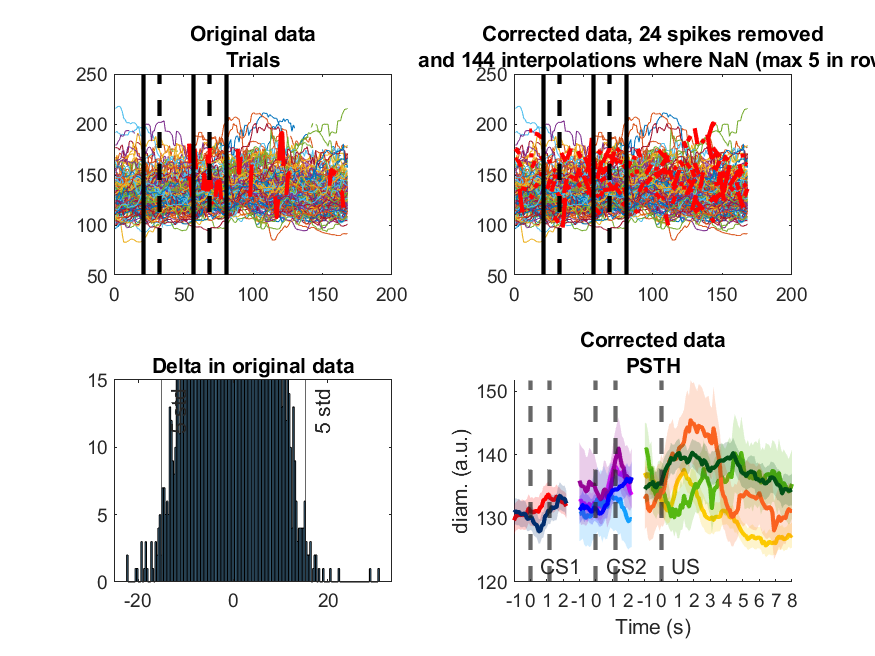 Original data
Trials
250
200
150
100
50
0 50 100 150 200
Corrected data, 24 spikes removed
and 144 interpolations where NaN (max 5 in row
250
200
150
100
50
0 50 100 150 200
Delta in original data
15
10
5
0
-20 0 20
5 std
5 std
Corrected data
PSTH
150
140
130
120
diam. (a.u.)
CS1 CS2 US
-1 0 1 2 -1 0 1 2 -1 0 1 2 3 4 5 6 7 8
Time (s)